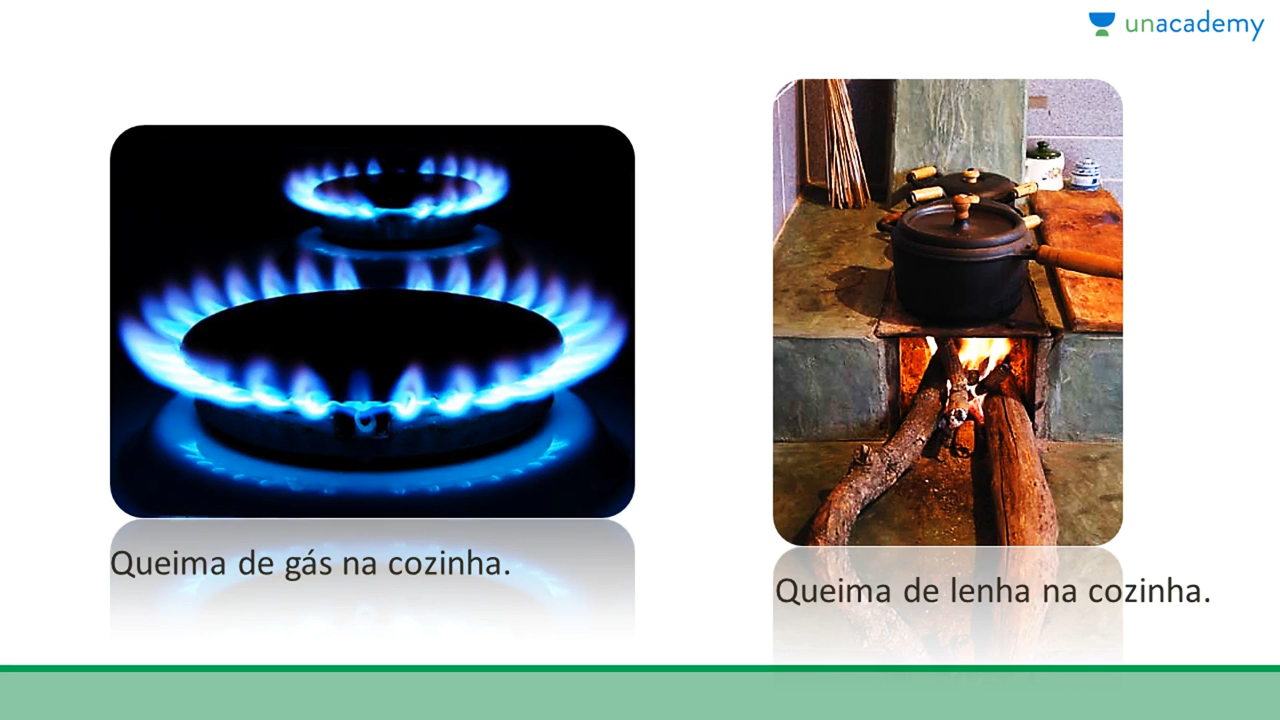 unacademy
Queima de gás na cozinha.
Queima de lenha na cozinha.